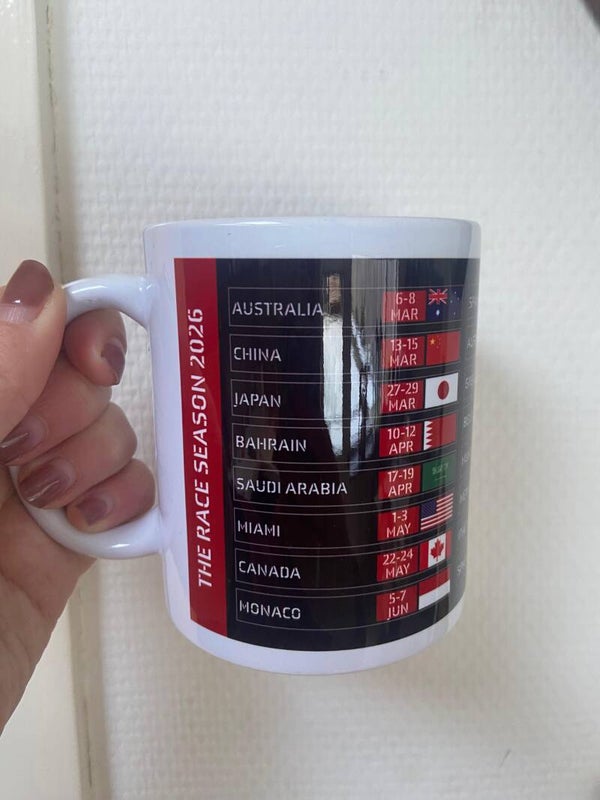 THE RACE SEASON 2026
AUSTRALIA 6-8 MAR
CHINA 13-15 MAR
JAPAN 27-29 MAR
BAHRAIN 10-12 APR
SAUDI ARABIA 17-19 APR
MIAMI 1-3 MAY
CANADA 22-24 MAY
MONACO 5-7 JUN